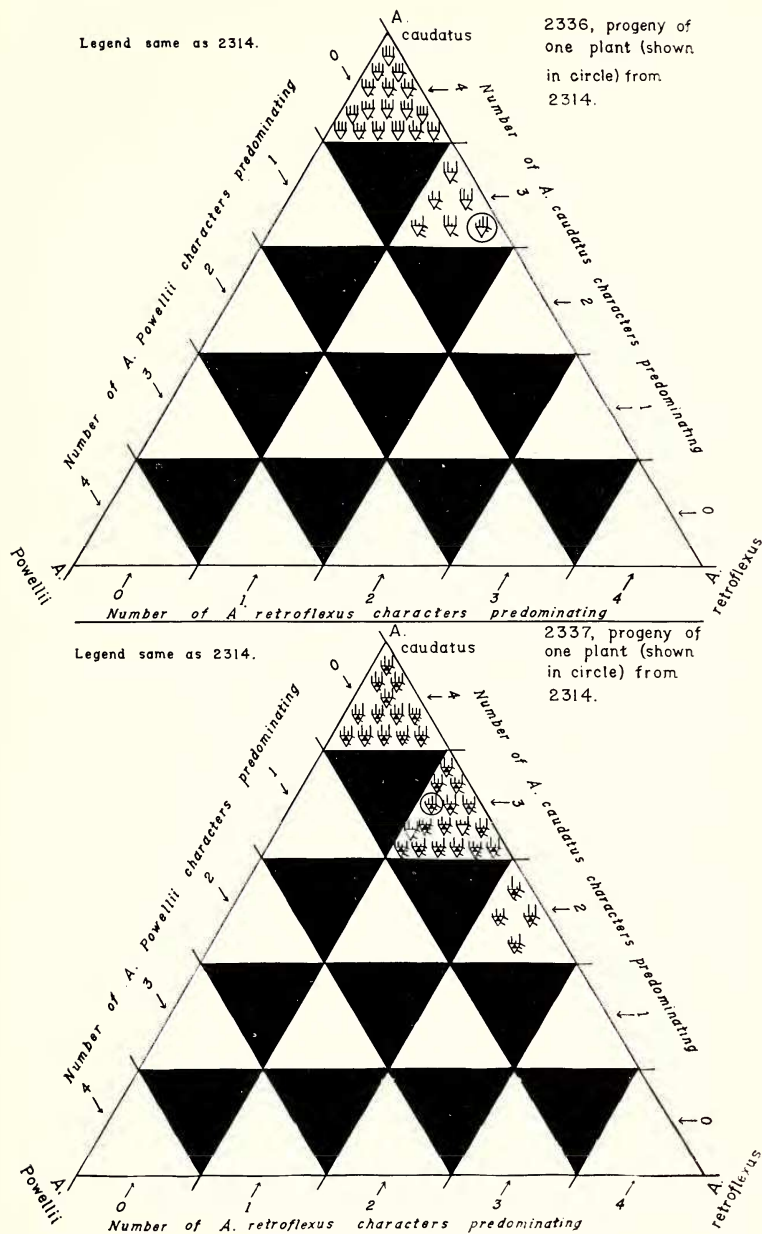 Legend same as 2314.
A.
caudatus
2336, progeny of
one plant (shown
in circle) from
2314.
Number of A. Powellii characters predominating
0
1
2
3
4
Number of A. caudatus characters predominating
4
3
2
1
0
A.
Powellii
A.
retroflexus
0
1
2
3
4
Number of A. retroflexus characters predominating
Legend same as 2314.
A.
caudatus
2337, progeny of
one plant (shown
in circle) from
2314.
Number of A. Powellii characters predominating
0
1
2
3
4
Number of A. caudatus characters predominating
4
3
2
1
0
A.
Powellii
A.
retroflexus
0
1
2
3
4
Number of A. retroflexus characters predominating